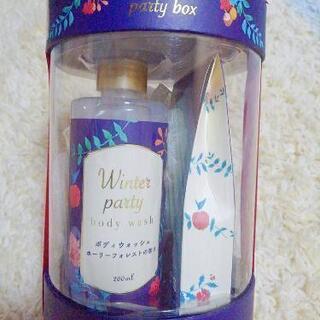 party box
Winter
party
body wash
ボディウォッシュ
ホーリーフォレストの香り
200mL